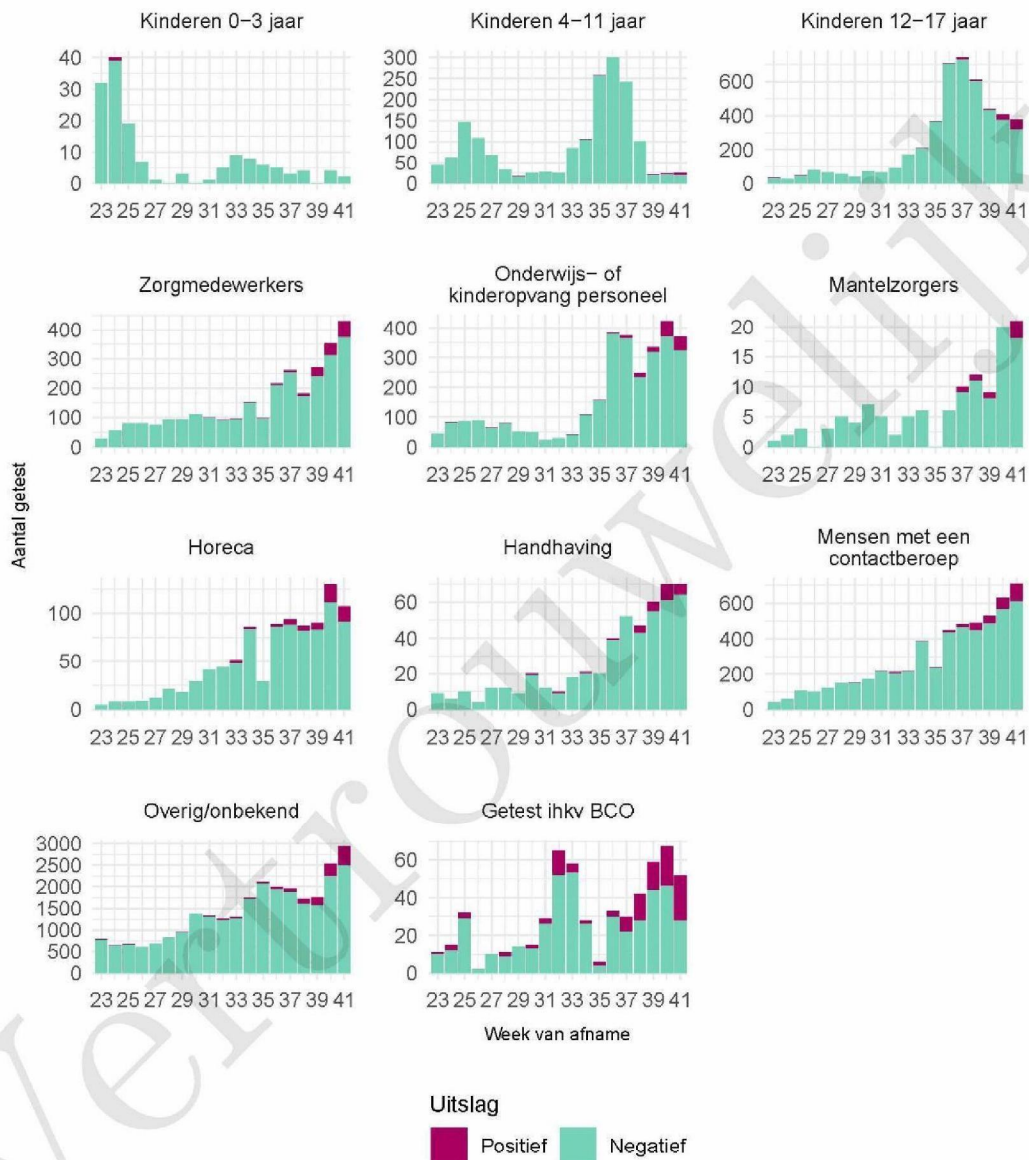 Kinderen 0−3 jaar
Kinderen 4−11 jaar
Kinderen 12−17 jaar
40
30
20
10
0
23 25 27 29 31 33 35 37 39 41
300
250
200
150
100
50
0
23 25 27 29 31 33 35 37 39 41
600
400
200
0
23 25 27 29 31 33 35 37 39 41
Zorgmedewerkers
Onderwijs− of
kinderopvang personeel
Mantelzorgers
400
300
200
100
0
23 25 27 29 31 33 35 37 39 41
400
300
200
100
0
23 25 27 29 31 33 35 37 39 41
20
15
10
5
0
23 25 27 29 31 33 35 37 39 41
Aantal getest
Horeca
Handhaving
Mensen met een
contactberoep
100
50
0
23 25 27 29 31 33 35 37 39 41
60
40
20
0
23 25 27 29 31 33 35 37 39 41
600
400
200
0
23 25 27 29 31 33 35 37 39 41
Overig/onbekend
Getest ihkv BCO
3000
2500
2000
1500
1000
500
0
23 25 27 29 31 33 35 37 39 41
60
40
20
0
23 25 27 29 31 33 35 37 39 41
Week van afname
Uitslag
Positief
Negatief
Vertrouwelijk